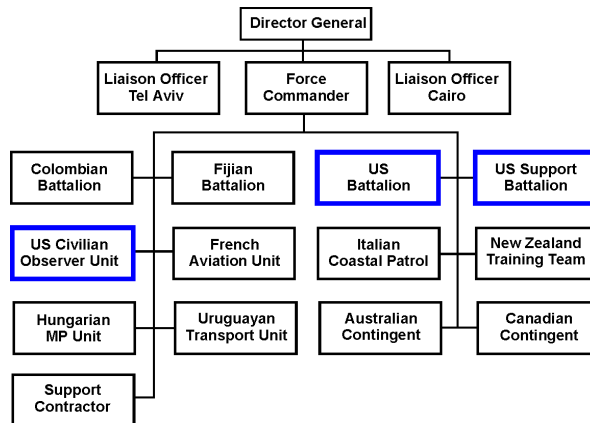 Director General
Liaison Officer
Tel Aviv
Force
Commander
Liaison Officer
Cairo
Colombian
Battalion
Fijian
Battalion
US
Battalion
US Support
Battalion
US Civilian
Observer Unit
French
Aviation Unit
Italian
Coastal Patrol
New Zealand
Training Team
Hungarian
MP Unit
Uruguayan
Transport Unit
Australian
Contingent
Canadian
Contingent
Support
Contractor